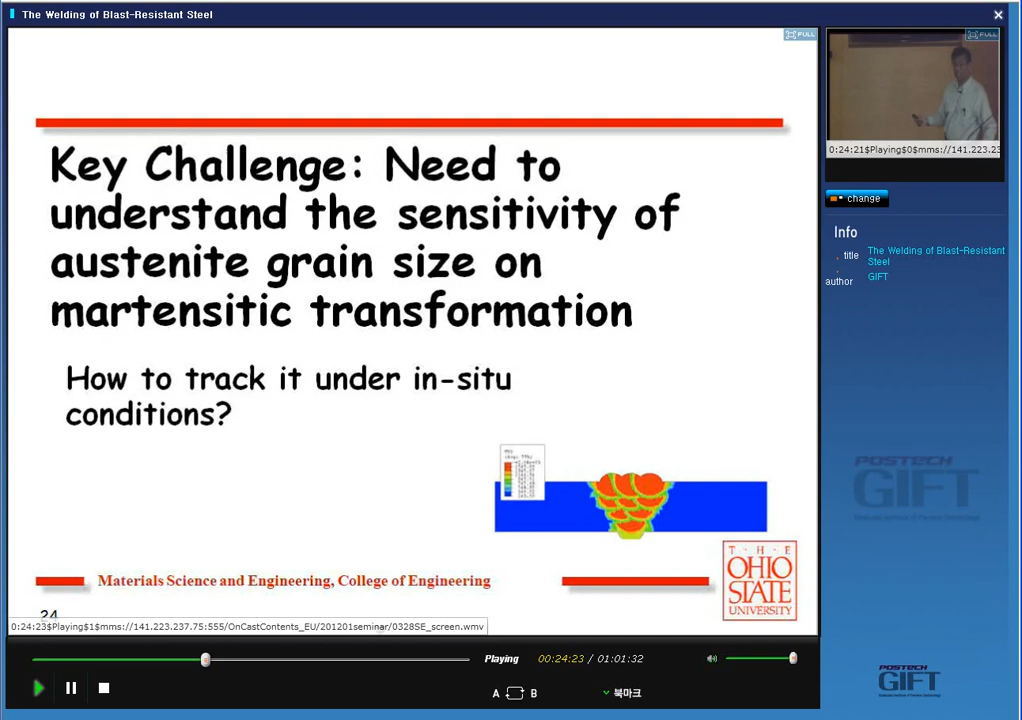 The Welding of Blast-Resistant Steel
FULL
FULL
Key Challenge: Need to
understand the sensitivity of
austenite grain size on
martensitic transformation
How to track it under in-situ
conditions?
0:24:21$Playing$0$mms://141.223.23
change
Info
title
The Welding of Blast-Resistant
Steel
author
GIFT
POSTECH
GIFT
T·H·E
OHIO
STATE
UNIVERSITY
Materials Science and Engineering, College of Engineering
24
0:24:23$Playing$1$mms://141.223.237.75:555/OnCastContents_EU/201201seminar/0328SE_screen.wmv
Playing
00:24:23 / 01:01:32
A B
북마크
POSTECH
GIFT